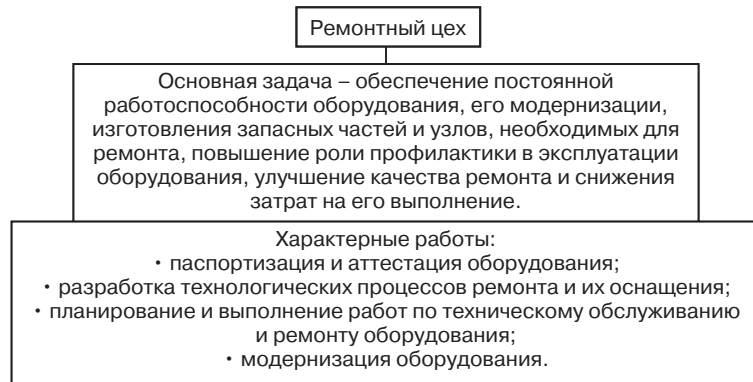 Ремонтный цех
Основная задача – обеспечение постоянной
работоспособности оборудования, его модернизации,
изготовления запасных частей и узлов, необходимых для
ремонта, повышение роли профилактики в эксплуатации
оборудования, улучшение качества ремонта и снижения
затрат на его выполнение.
Характерные работы:
• паспортизация и аттестация оборудования;
• разработка технологических процессов ремонта и их оснащения;
• планирование и выполнение работ по техническому обслуживанию
и ремонту оборудования;
• модернизация оборудования.